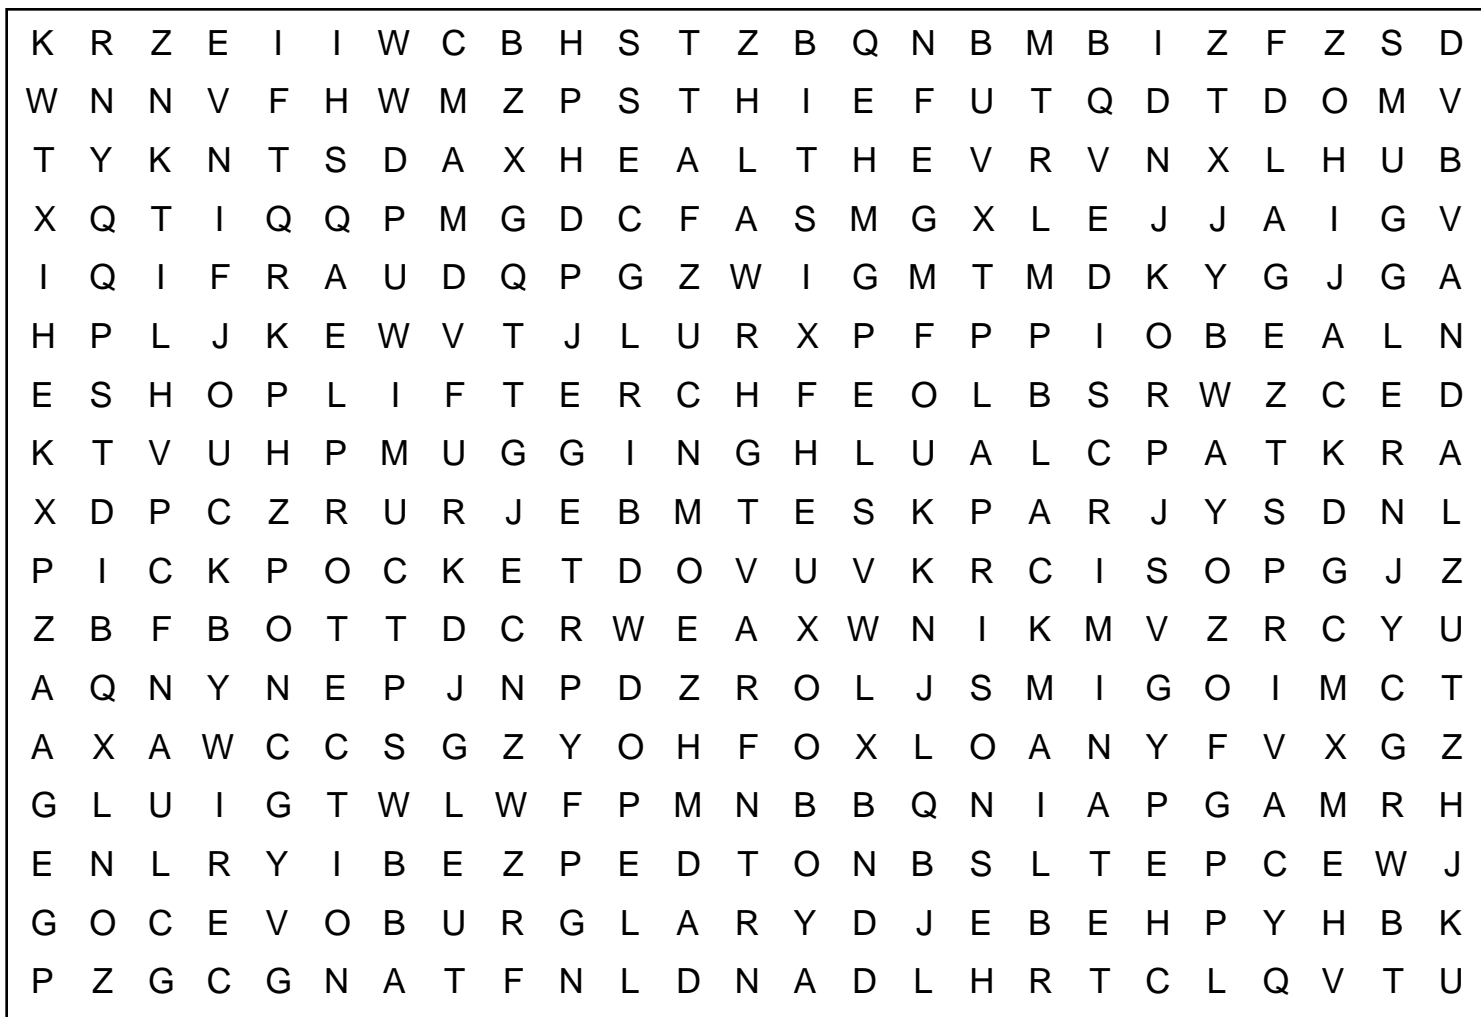 K R Z E I I W C B H S T Z B Q N B M B I Z F Z S D
W N N V F H W M Z P S T H I E F U T Q D T D O M V
T Y K N T S D A X H E A L T H E V R V N X L H U B
X Q T I Q Q P M G D C F A S M G X L E J J A I G V
I Q I F R A U D Q P G Z W I G M T M D K Y G J G A
H P L J K E W V T J L U R X P F P P I O B E A L N
E S H O P L I F T E R C H F E O L B S R W Z C E D
K T V U H P M U G G I N G H L U A L C P A T K R A
X D P C Z R U R J E B M T E S K P A R J Y S D N L
P I C K P O C K E T D O V U V K R C I S O P G J Z
Z B F B O T T D C R W E A X W N I K M V Z R C Y U
A Q N Y N E P J N P D Z R O L J S M I G O I M C T
A X A W C C S G Z Y O H F O X L O A N Y F V X G Z
G L U I G T W L W F P M N B B Q N I A P G A M R H
E N L R Y I B E Z P E D T O N B S L T E P C E W J
G O C E V O B U R G L A R Y D J E B E H P Y H B K
P Z G C G N A T F N L D N A D L H R T C L Q V T U